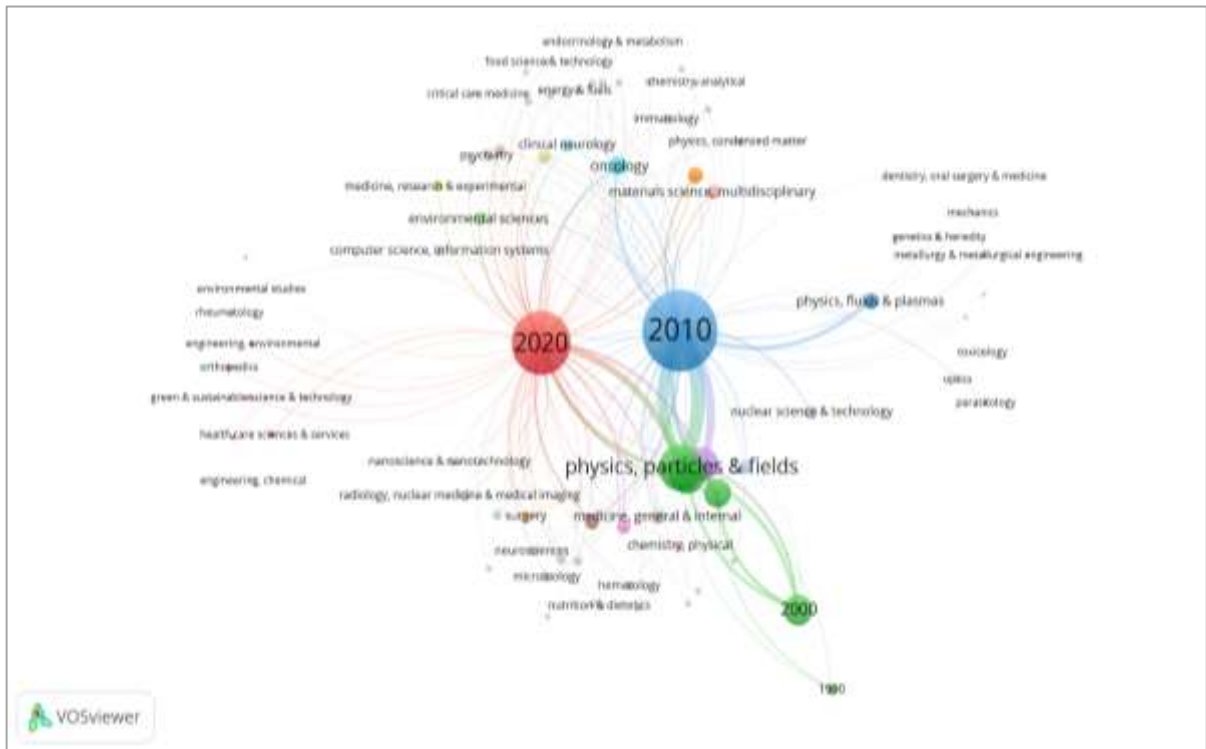 endocrinology & metabolism
food science & technology
chemistry, analytical
critical care medicine
energy & fuels
immunology
clinical neurology
physics, condensed matter
psychiatry
oncology
medicine, research & experimental
materials science, multidisciplinary
dentistry, oral surgery & medicine
environmental sciences
mechanics
computer science, information systems
genetics & heredity
metallurgy & metallurgical engineering
environmental studies
physics, fluids & plasmas
rheumatology
2010
2020
engineering, environmental
toxicology
orthopedics
optics
green & sustainable science & technology
parasitology
nuclear science & technology
health care sciences & services
nanoscience & nanotechnology
physics, particles & fields
engineering, chemical
radiology, nuclear medicine & medical imaging
surgery
medicine, general & internal
chemistry, physical
neurosciences
microbiology
hematology
nutrition & dietetics
2000
1990
VOSviewer